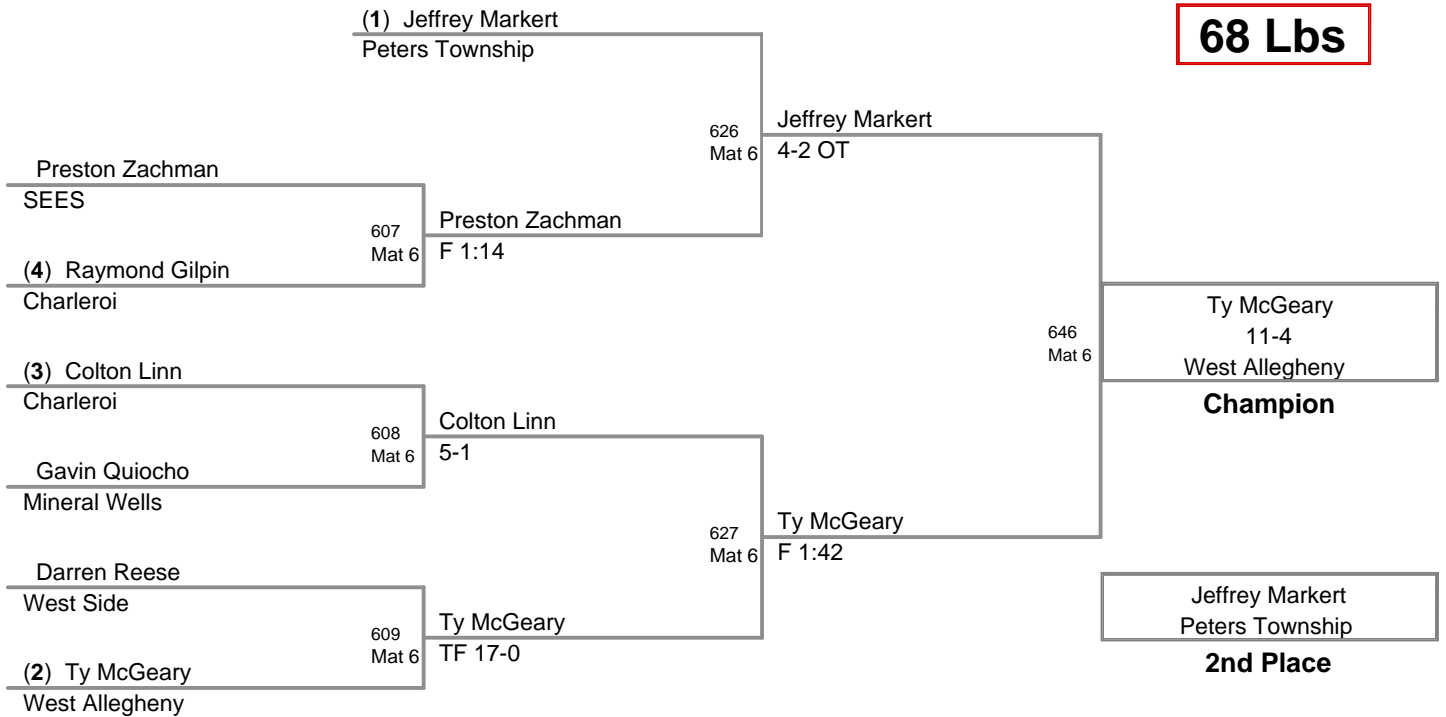 (1) Jeffrey Markert
Peters Township
68 Lbs
626
Mat 6
Jeffrey Markert
4-2 OT
Preston Zachman
SEES
607
Mat 6
Preston Zachman
F 1:14
(4) Raymond Gilpin
Charleroi
646
Mat 6
Ty McGeary
11-4
West Allegheny
Champion
(3) Colton Linn
Charleroi
608
Mat 6
Colton Linn
5-1
Gavin Quiocho
Mineral Wells
627
Mat 6
Ty McGeary
F 1:42
Darren Reese
West Side
609
Mat 6
Ty McGeary
TF 17-0
(2) Ty McGeary
West Allegheny
Jeffrey Markert
Peters Township
2nd Place